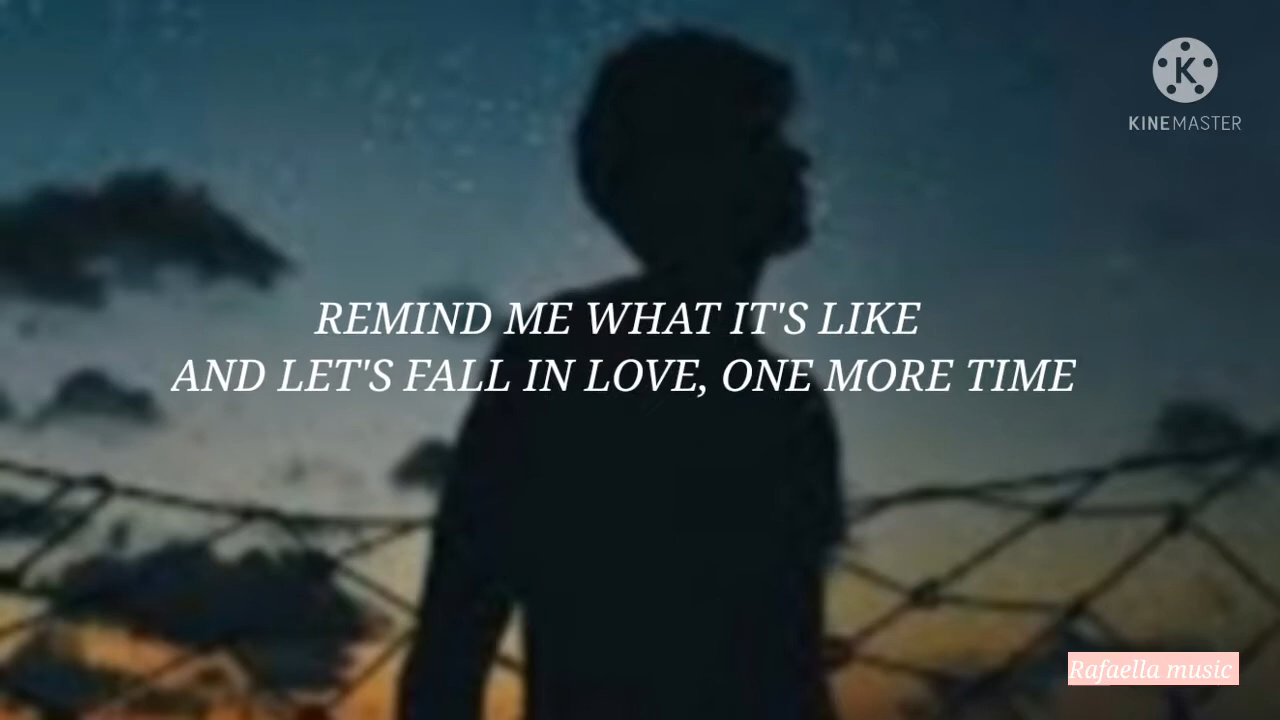 K
KINEMASTER
REMIND ME WHAT IT'S LIKE
AND LET'S FALL IN LOVE, ONE MORE TIME
Rafaella music